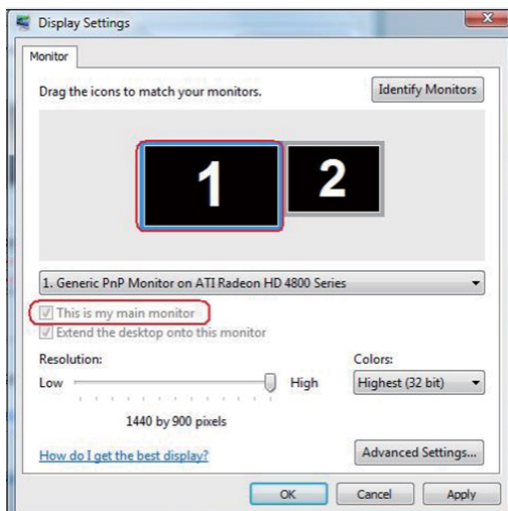 Display Settings
Monitor
Drag the icons to match your monitors.
Identify Monitors
1
2
1. Generic PnP Monitor on ATI Radeon HD 4800 Series
This is my main monitor
Extend the desktop onto this monitor
Resolution:
Colors:
Low High
Highest (32 bit)
1440 by 900 pixels
How do I get the best display?
Advanced Settings...
OK Cancel Apply